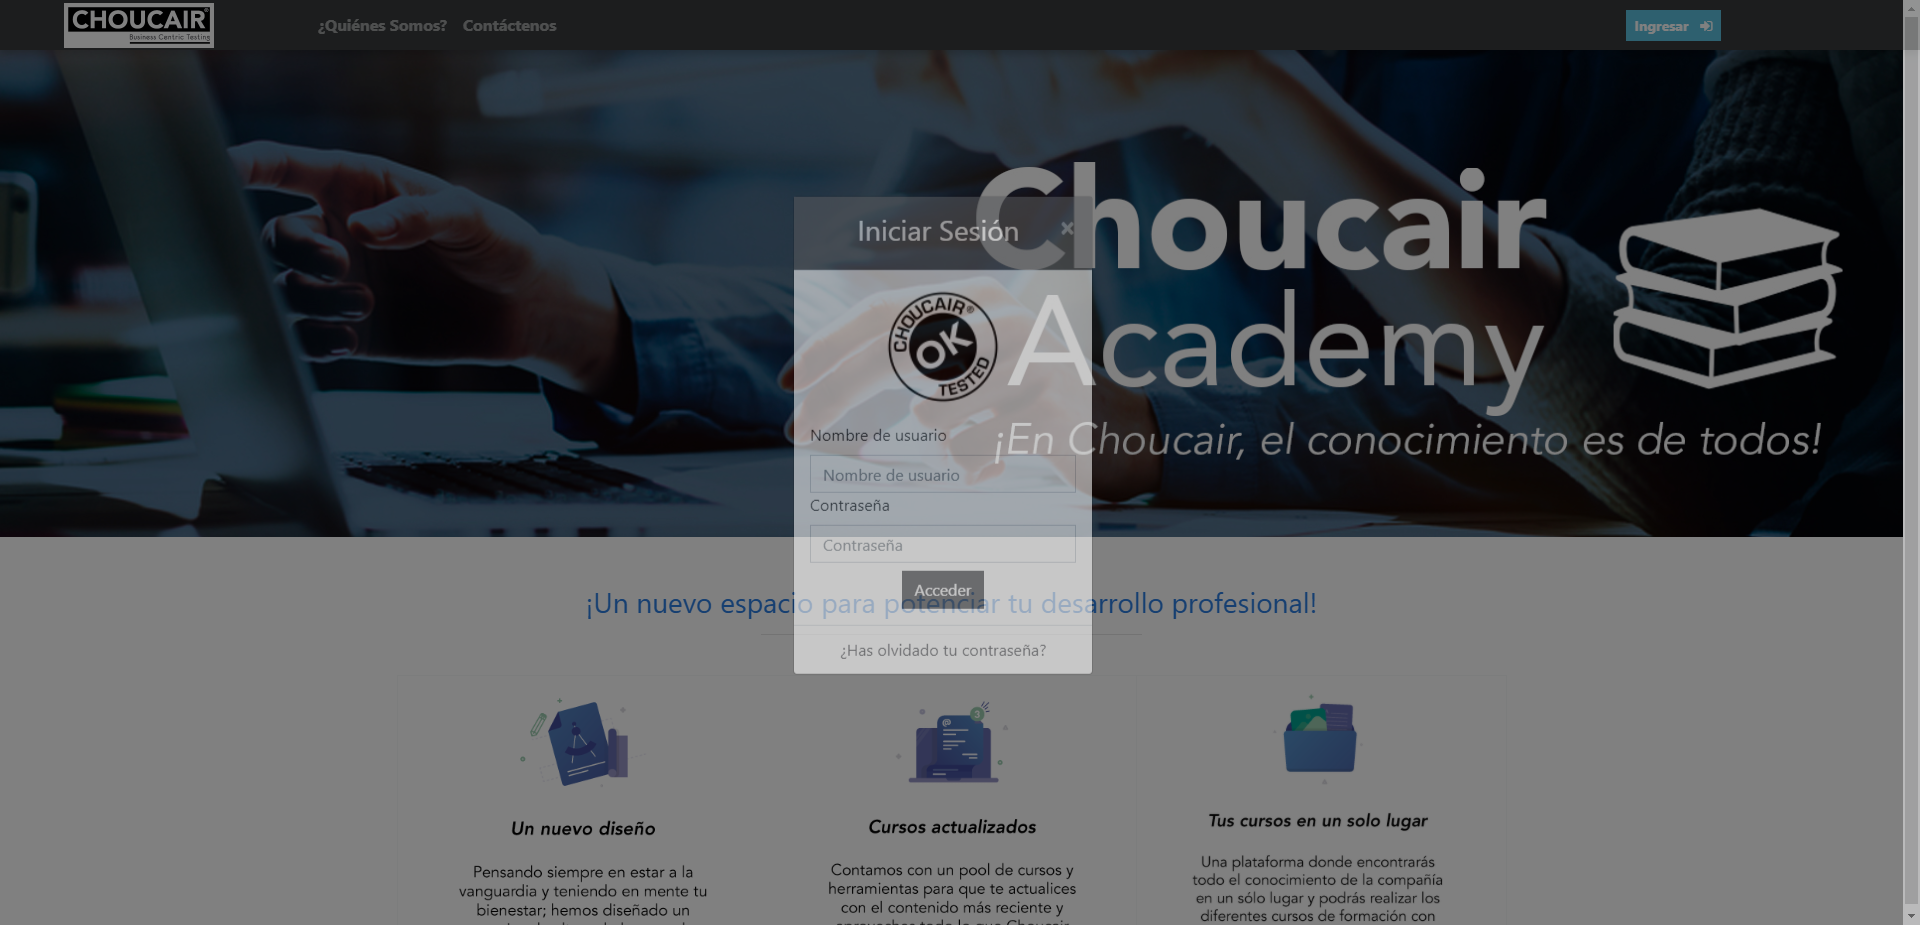 CHOUCAIR®
Business Centric Testing
¿Quiénes Somos?
Contáctenos
Ingresar
Choucair
Academy
¡En Choucair, el conocimiento es de todos!
Iniciar Sesión
×
CHOUCAIR®
OK
TESTED
Nombre de usuario
Nombre de usuario
Contraseña
Contraseña
Acceder
¿Has olvidado tu contraseña?
¡Un nuevo espacio para potenciar tu desarrollo profesional!
Un nuevo diseño
Pensando siempre en estar a la
vanguardia y teniendo en mente tu
bienestar; hemos diseñado un
@
3
Cursos actualizados
Contamos con un pool de cursos y
herramientas para que te actualices
con el contenido más reciente y
Tus cursos en un solo lugar
Una plataforma donde encontrarás
todo el conocimiento de la compañía
en un sólo lugar y podrás realizar los
diferentes cursos de formación con